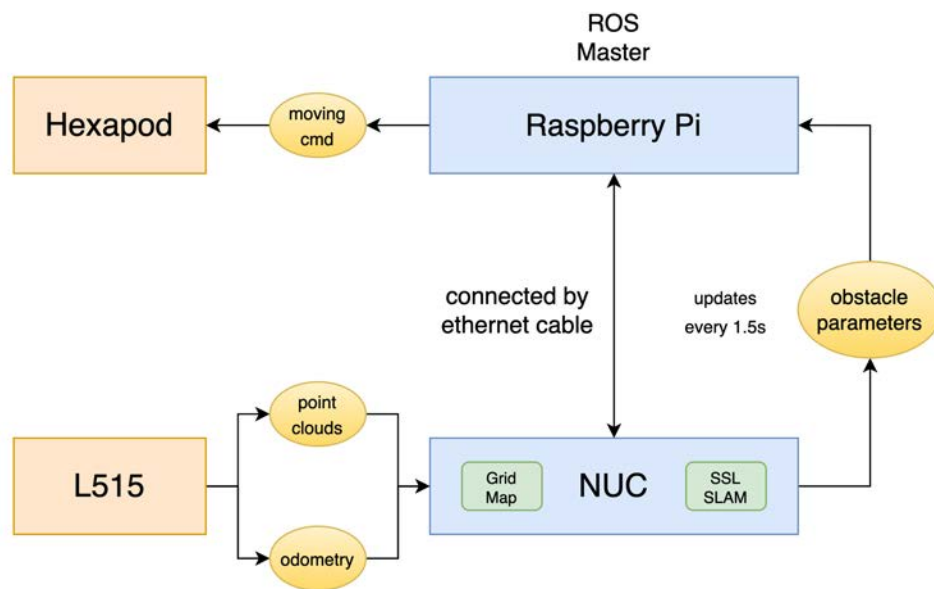 ROS
Master
Hexapod
moving
cmd
Raspberry Pi
connected by
ethernet cable
updates
every 1.5s
obstacle
parameters
point
clouds
L515
Grid
Map
NUC
SSL
SLAM
odometry